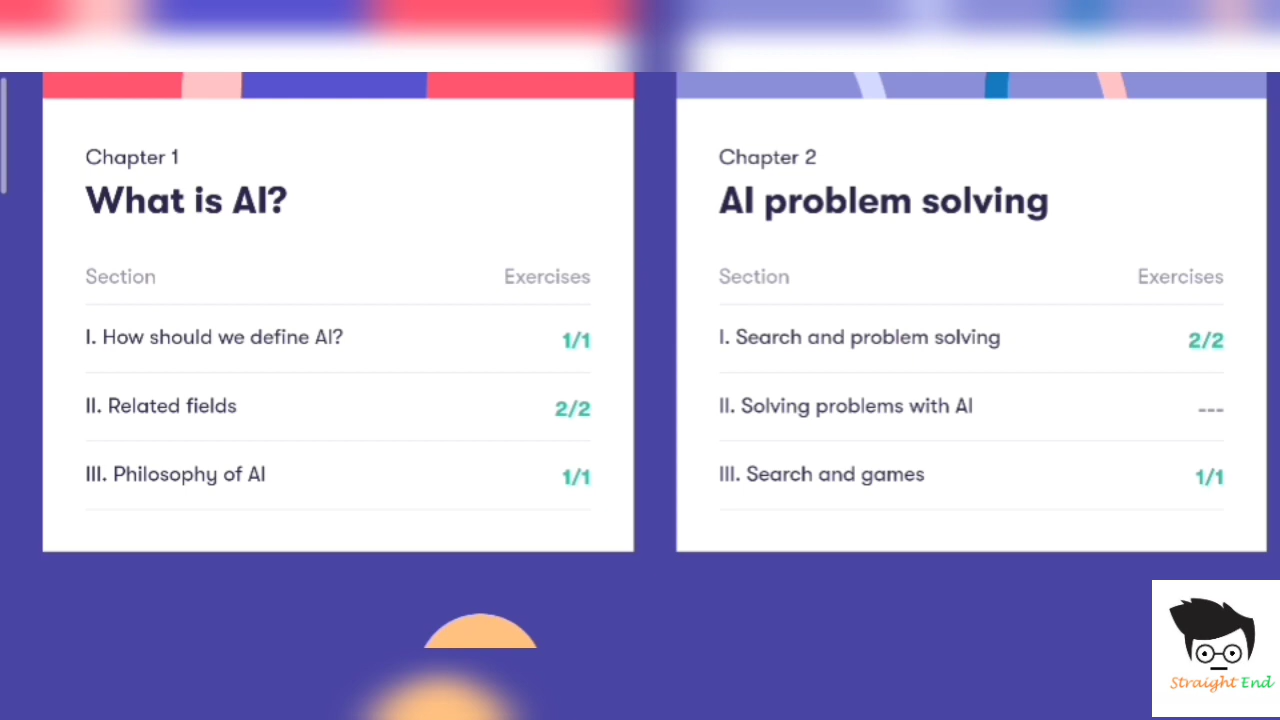 Chapter 1
What is AI?
Section Exercises
I. How should we define AI? 1/1
II. Related fields 2/2
III. Philosophy of AI 1/1
Chapter 2
AI problem solving
Section Exercises
I. Search and problem solving 2/2
II. Solving problems with AI ---
III. Search and games 1/1
Straight End